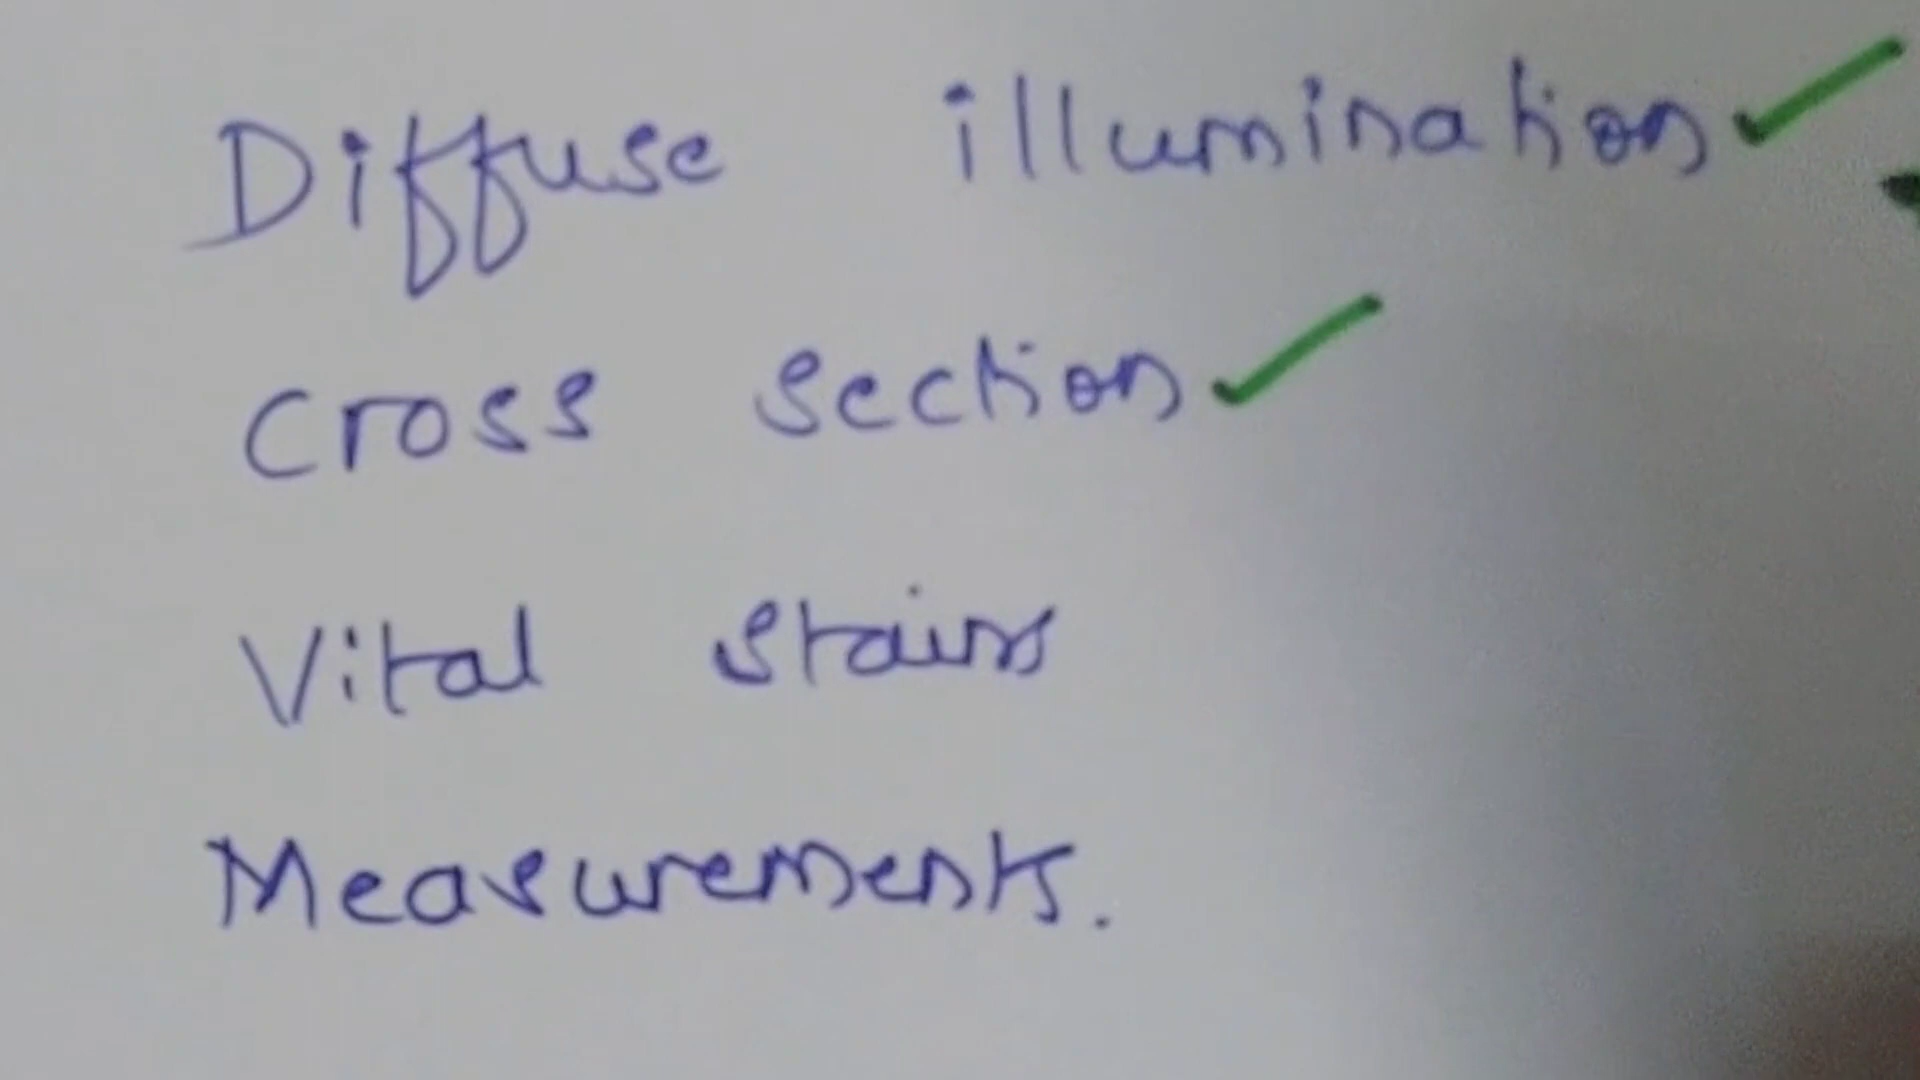 Diffuse illumination ✓
Cross section ✓
Vital stains
Measurements.